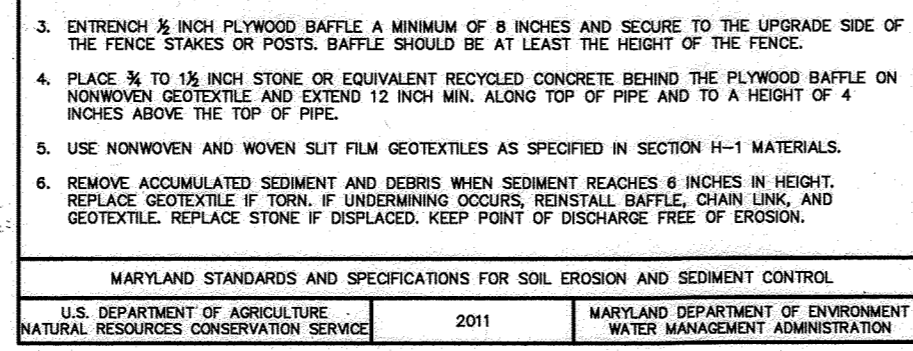 3. ENTRENCH ½ INCH PLYWOOD BAFFLE A MINIMUM OF 8 INCHES AND SECURE TO THE UPGRADE SIDE OF
THE FENCE STAKES OR POSTS. BAFFLE SHOULD BE AT LEAST THE HEIGHT OF THE FENCE.
4. PLACE ¾ TO 1½ INCH STONE OR EQUIVALENT RECYCLED CONCRETE BEHIND THE PLYWOOD BAFFLE ON
NONWOVEN GEOTEXTILE AND EXTEND 12 INCH MIN. ALONG TOP OF PIPE AND TO A HEIGHT OF 4
INCHES ABOVE THE TOP OF PIPE.
5. USE NONWOVEN AND WOVEN SLIT FILM GEOTEXTILES AS SPECIFIED IN SECTION H-1 MATERIALS.
6. REMOVE ACCUMULATED SEDIMENT AND DEBRIS WHEN SEDIMENT REACHES 6 INCHES IN HEIGHT.
REPLACE GEOTEXTILE IF TORN. IF UNDERMINING OCCURS, REINSTALL BAFFLE, CHAIN LINK, AND
GEOTEXTILE. REPLACE STONE IF DISPLACED. KEEP POINT OF DISCHARGE FREE OF EROSION.
MARYLAND STANDARDS AND SPECIFICATIONS FOR SOIL EROSION AND SEDIMENT CONTROL
U.S. DEPARTMENT OF AGRICULTURE
NATURAL RESOURCES CONSERVATION SERVICE
2011
MARYLAND DEPARTMENT OF ENVIRONMENT
WATER MANAGEMENT ADMINISTRATION